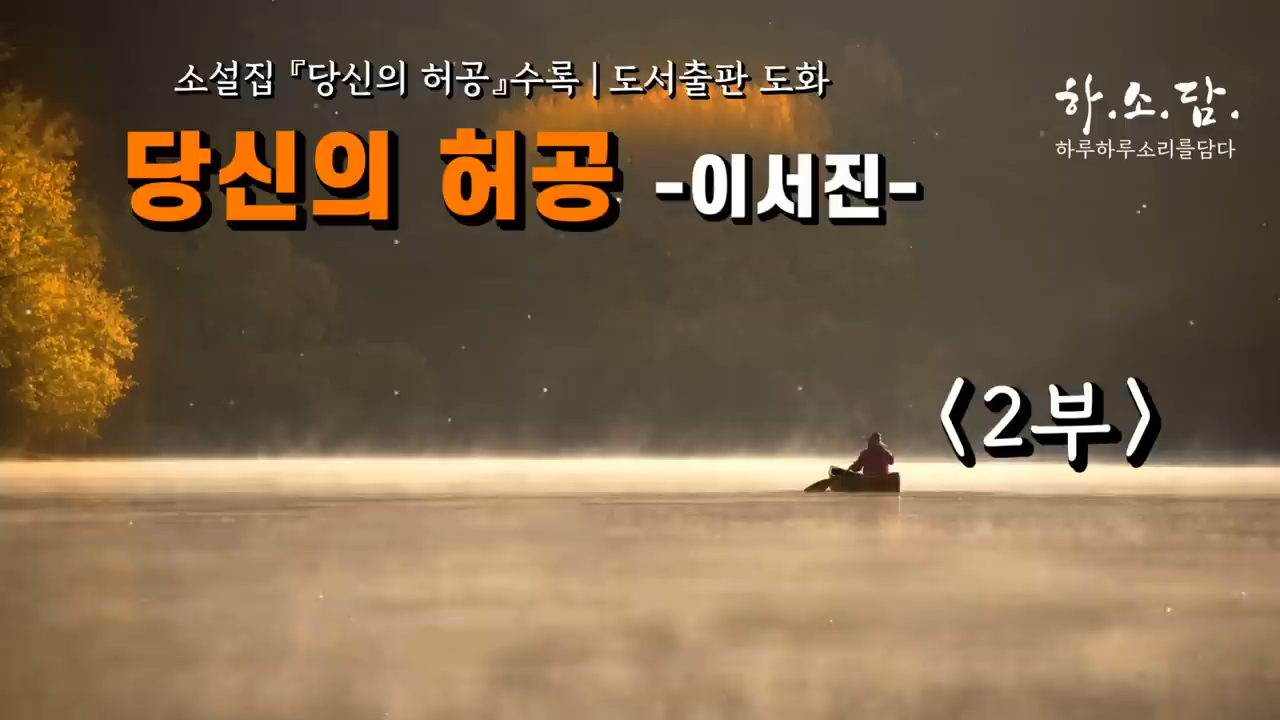 소설집 『당신의 허공』수록 | 도서출판 도화
하.소.담.
하루하루소리를담다
당신의 허공 -이서진-
<2부>